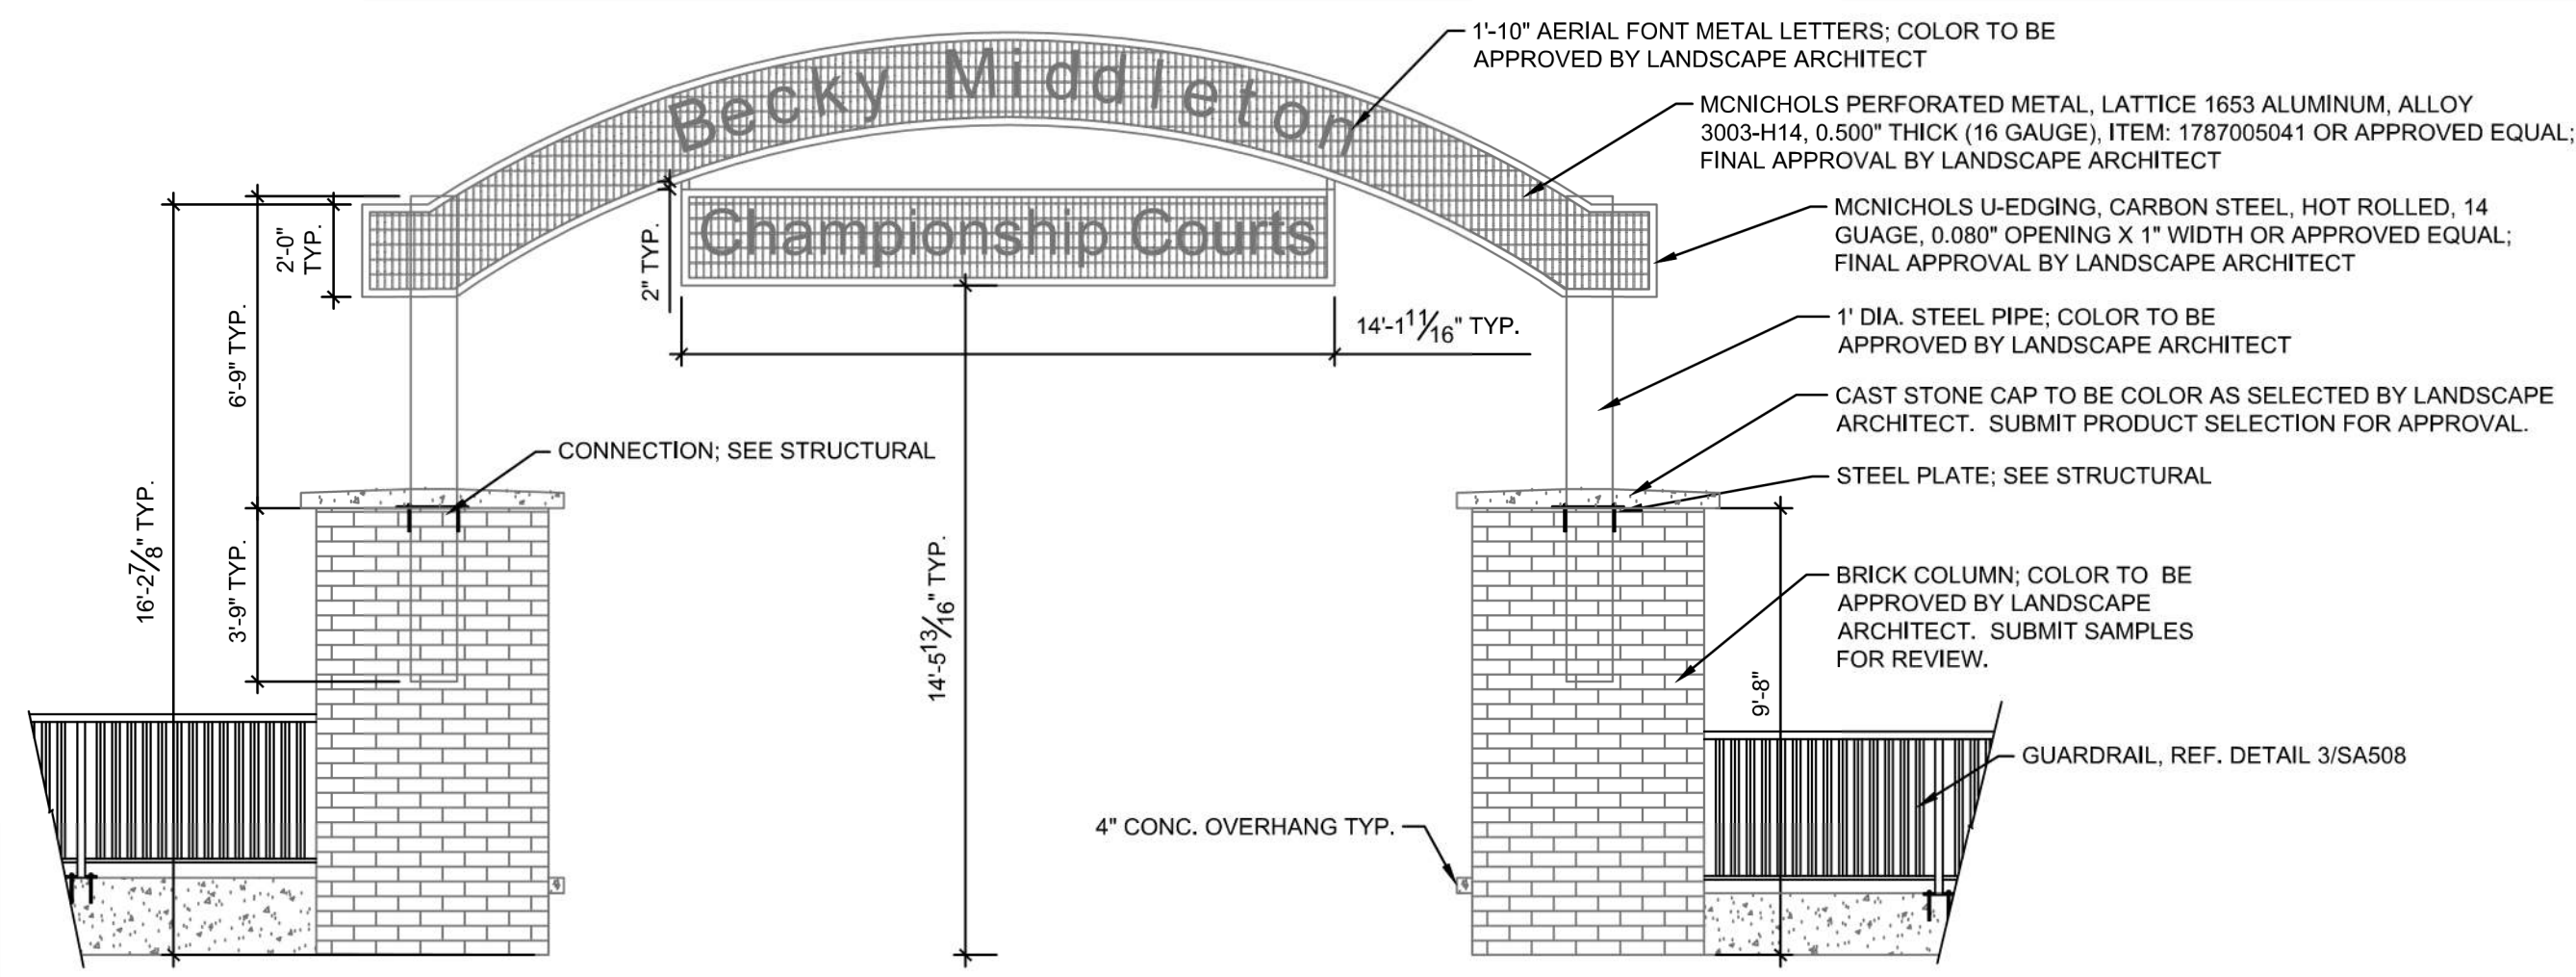 1'-10" AERIAL FONT METAL LETTERS; COLOR TO BE
APPROVED BY LANDSCAPE ARCHITECT
Becky Middleton
MCNICHOLS PERFORATED METAL, LATTICE 1653 ALUMINUM, ALLOY
3003-H14, 0.500" THICK (16 GAUGE), ITEM: 1787005041 OR APPROVED EQUAL;
FINAL APPROVAL BY LANDSCAPE ARCHITECT
Championship Courts
MCNICHOLS U-EDGING, CARBON STEEL, HOT ROLLED, 14
GUAGE, 0.080" OPENING X 1" WIDTH OR APPROVED EQUAL;
FINAL APPROVAL BY LANDSCAPE ARCHITECT
2'-0"
TYP.
2" TYP.
6'-9" TYP.
14'-1 11/16" TYP.
1' DIA. STEEL PIPE; COLOR TO BE
APPROVED BY LANDSCAPE ARCHITECT
CAST STONE CAP TO BE COLOR AS SELECTED BY LANDSCAPE
ARCHITECT. SUBMIT PRODUCT SELECTION FOR APPROVAL.
CONNECTION; SEE STRUCTURAL
STEEL PLATE; SEE STRUCTURAL
16'-2 7/8" TYP.
3'-9" TYP.
14'-5 13/16" TYP.
BRICK COLUMN; COLOR TO BE
APPROVED BY LANDSCAPE
ARCHITECT. SUBMIT SAMPLES
FOR REVIEW.
9'-8"
GUARDRAIL, REF. DETAIL 3/SA508
4" CONC. OVERHANG TYP.